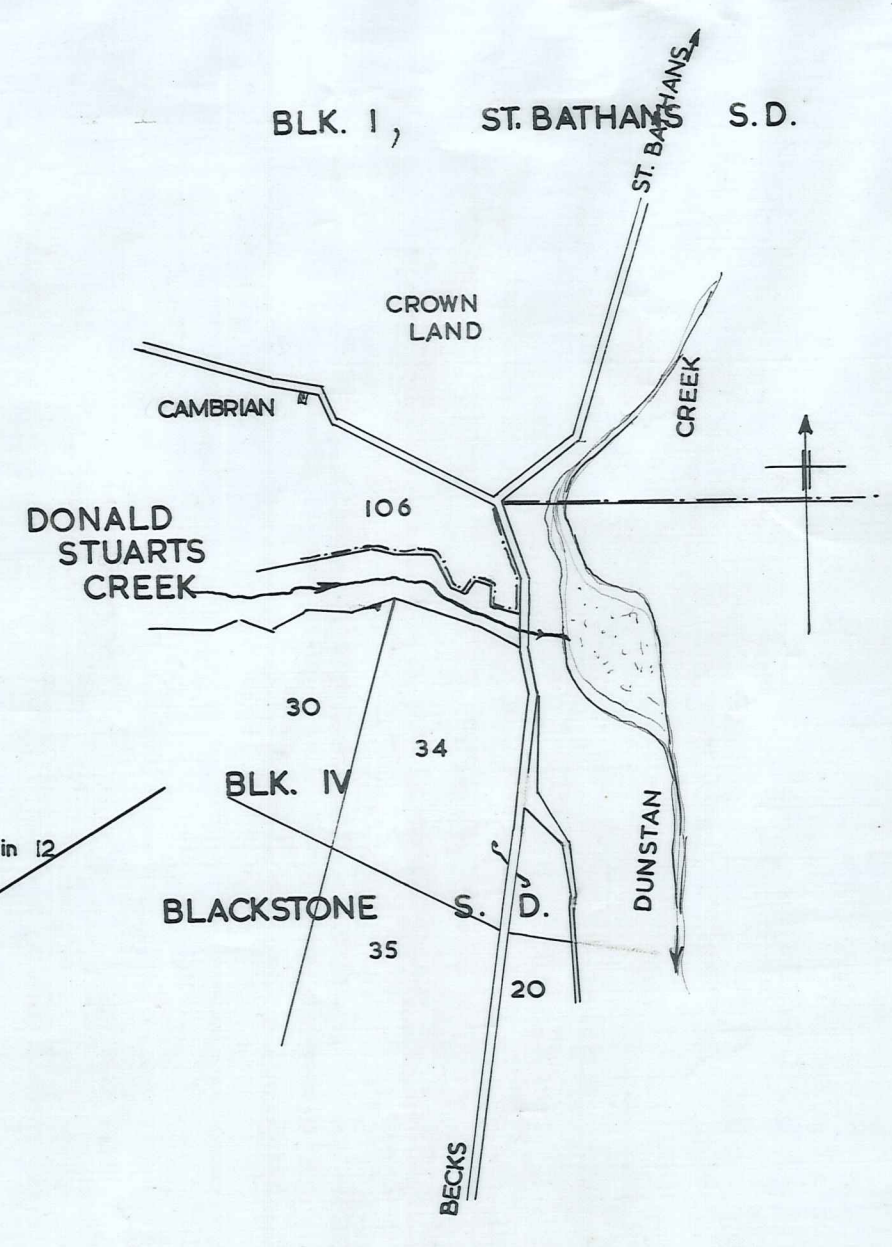 BLK. I, ST. BATHANS S.D.
ST. BATHANS
CROWN
LAND
CREEK
CAMBRIAN
106
DONALD
STUARTS
CREEK
30
34
BLK. IV
in 12
DUNSTAN
BLACKSTONE S. D.
35
20
BECKS